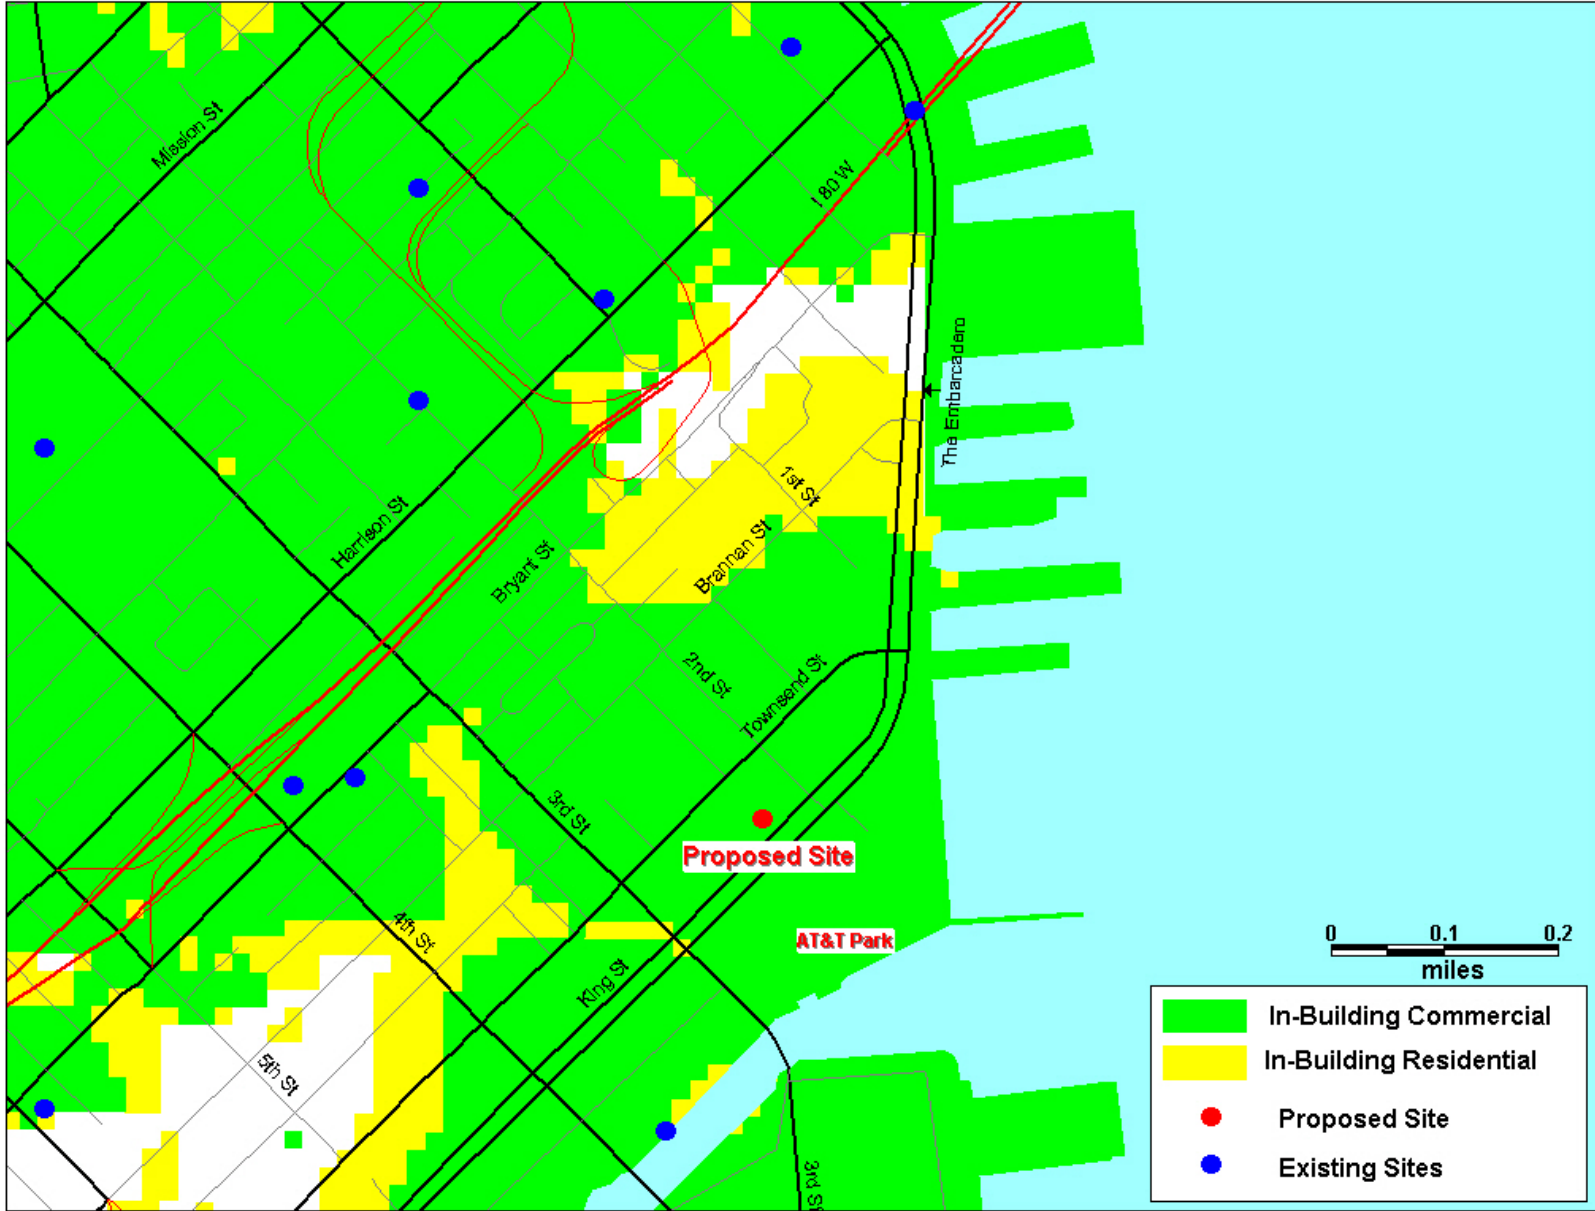 Mission St
I 80 W
The Embarcadero
Harrison St
1st St
Bryant St
Brannan St
2nd St
Townsend St
3rd St
Proposed Site
4th St
AT&T Park
King St
5th St
3rd St
0 0.1 0.2
miles
In-Building Commercial
In-Building Residential
Proposed Site
Existing Sites